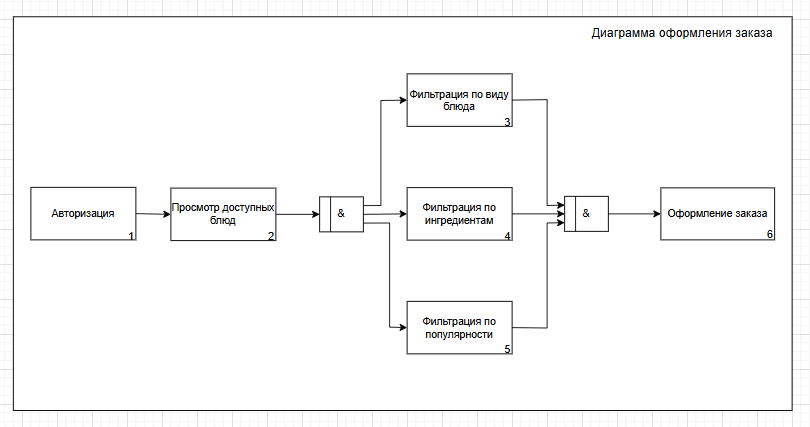 Диаграмма оформления заказа
Авторизация
1
Просмотр доступных
блюд
2
&
Фильтрация по виду
блюда
3
Фильтрация по
ингредиентам
4
Фильтрация по
популярности
5
&
Оформление заказа
6